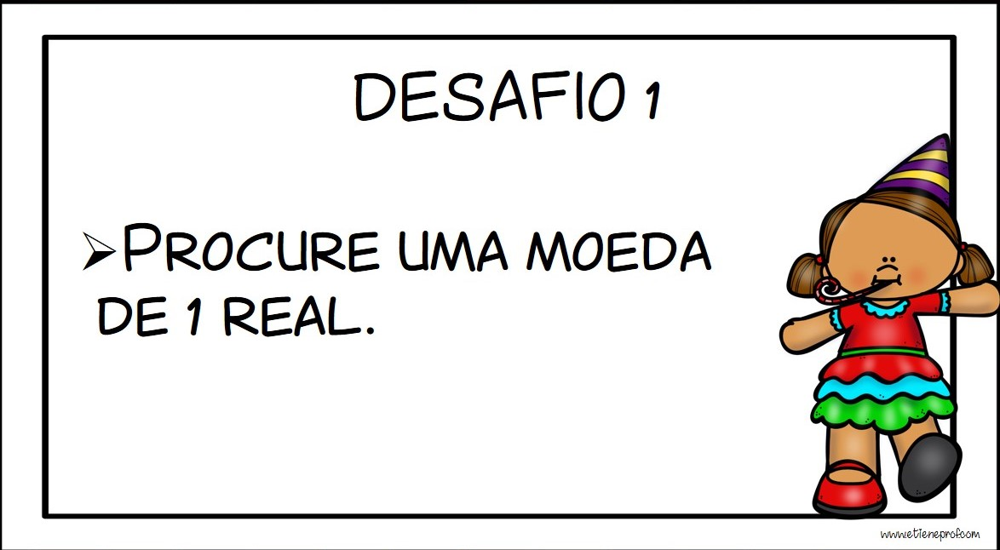 DESAFIO 1
➢PROCURE UMA MOEDA
DE 1 REAL.
www.etieneprof.com